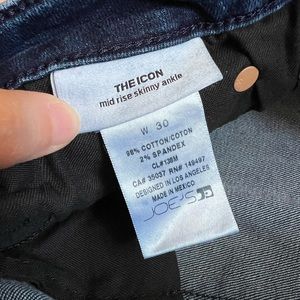 THE ICON
mid rise skinny ankle
W 30
98% COTTON/COTON
2% SPANDEX
CL#138M
CA# 35037 RN# 149497
DESIGNED IN LOS ANGELES
MADE IN MEXICO
JOE'S